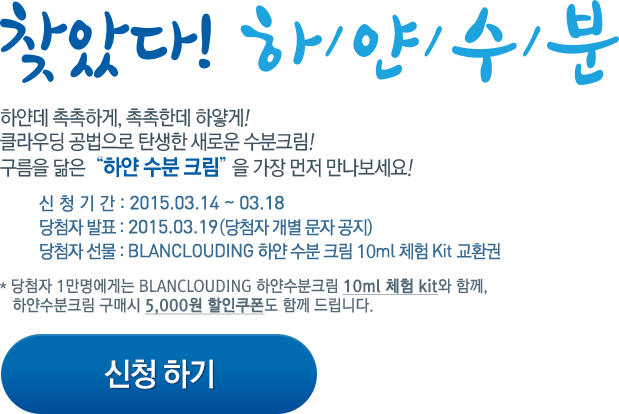 찾았다! 하/얀/수/분
하얀데 촉촉하게, 촉촉한데 하얗게!
클라우딩 공법으로 탄생한 새로운 수분크림!
구름을 닮은 “하얀 수분 크림” 을 가장 먼저 만나보세요!
신 청 기 간 : 2015.03.14 ~ 03.18
당첨자 발표 : 2015.03.19(당첨자 개별 문자 공지)
당첨자 선물 : BLANCLOUDING 하얀 수분 크림 10ml 체험 Kit 교환권
* 당첨자 1만명에게는 BLANCLOUDING 하얀수분크림 10ml 체험 kit와 함께,
하얀수분크림 구매시 5,000원 할인쿠폰도 함께 드립니다.
신청 하기